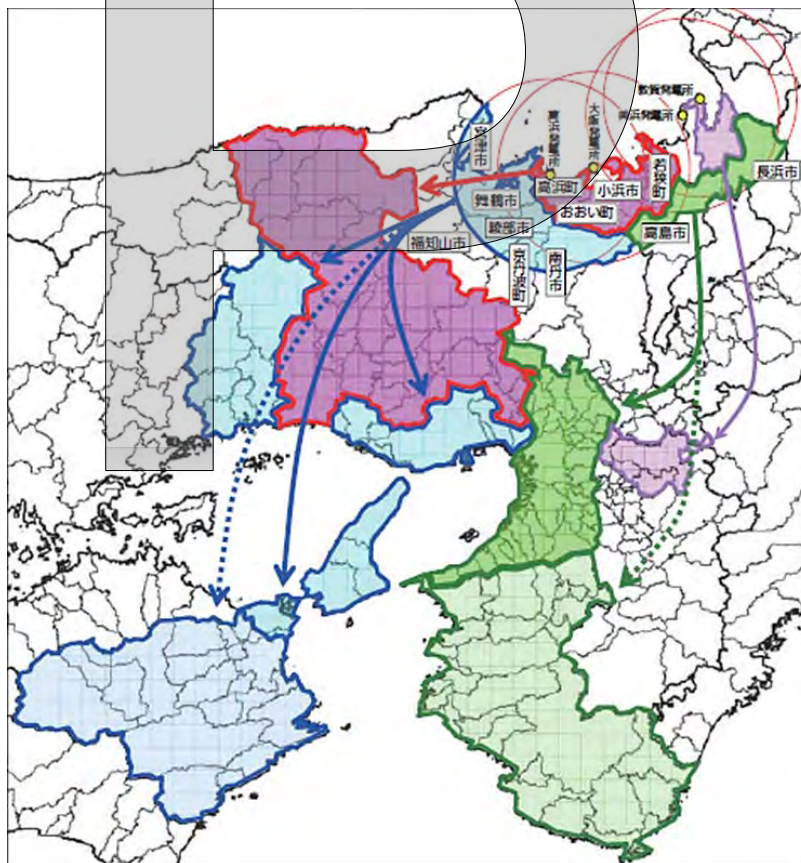 敦賀発電所
美浜発電所
大飯発電所
高浜発電所
宮津市
長浜市
若狭町
高浜町
小浜市
舞鶴市
おおい町
綾部市
高島市
福知山市
京丹波町
南丹市